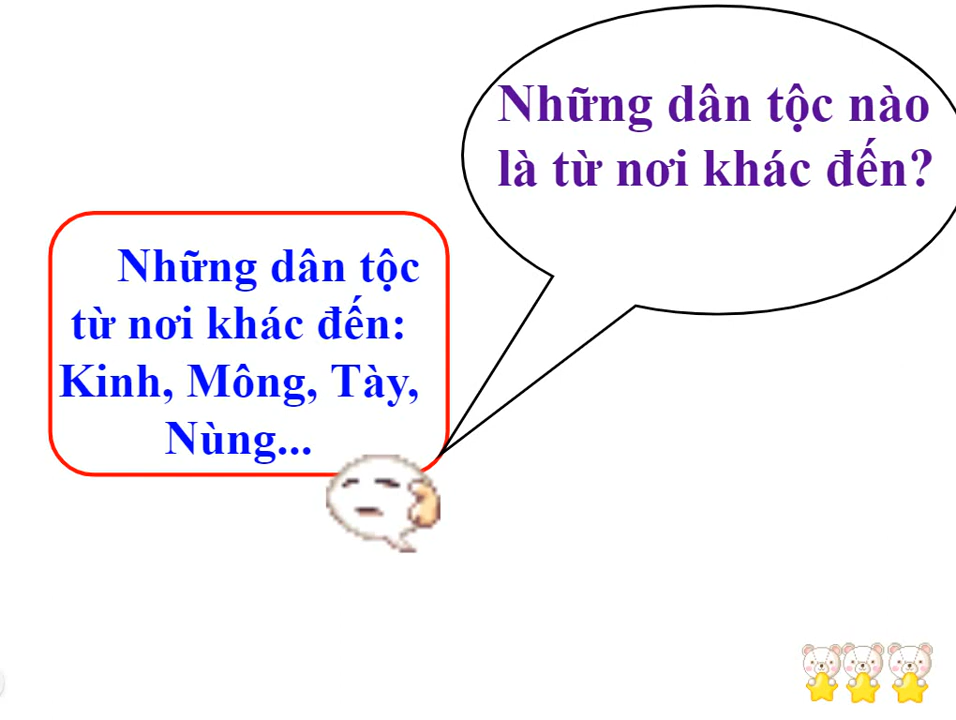 Những dân tộc nào
là từ nơi khác đến?
Những dân tộc
từ nơi khác đến:
Kinh, Mông, Tày,
Nùng...